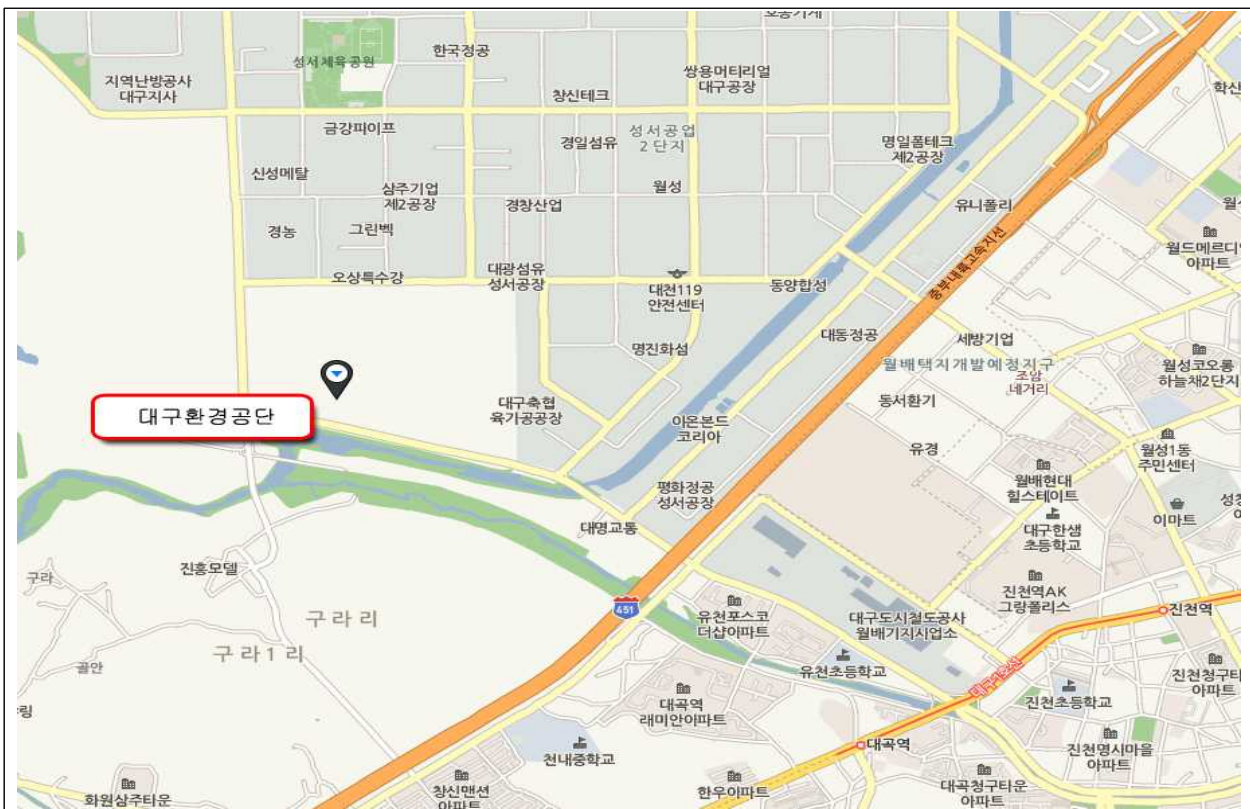 성서체육공원
한국정공
지역난방공사
대구지사
쌍용머티리얼
대구공장
창신테크
금강파이프
경일섬유
성서공업
2단지
명일폼테크
제2공장
신성메탈
상주기업
제2공장
월성
경창산업
유니폴리
경농
그린벡
월드메르디앙
아파트
오상특수강
대광섬유
성서공장
대천119
안전센터
동양합성
중부내륙고속지선
대동정공
세방기업
명진화섬
월배택지개발예정지구
조암
네거리
월성코오롱
하늘채2단지
대구환경공단
대구축협
육가공공장
이온본드
코리아
동서환기
유경
월성1동
주민센터
월배현대
힐스테이트
평화정공
성서공장
이마트
대명교통
대구한샘
초등학교
진흥모델
구라
구라리
451
유천포스코
더샵아파트
대구도시철도공사
월배기지사업소
진천역AK
그랑폴리스
진천역
구라1리
골안
유천초등학교
대구1호선
진천청구타
아파트
대곡역
래미안아파트
진천초등학교
천내중학교
대곡역
진천명시마을
아파트
화원삼주타운
창신맨션
아파트
한우아파트
대곡청구타운
아파트